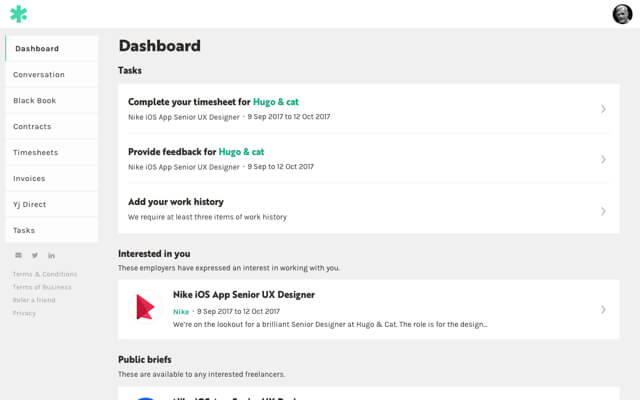 Dashboard
Conversation
Black Book
Contracts
Timesheets
Invoices
Yj Direct
Tasks
Terms & Conditions
Terms of Business
Refer a friend
Privacy
Dashboard
Tasks
Complete your timesheet for Hugo & cat
Nike iOS App Senior UX Designer · 9 Sep 2017 to 12 Oct 2017
Provide feedback for Hugo & cat
Nike iOS App Senior UX Designer · 9 Sep to 12 Oct 2017
Add your work history
We require at least three items of work history
Interested in you
These employers have expressed an interest in working with you.
Nike iOS App Senior UX Designer
Nike · 9 Sep 2017 to 12 Oct 2017
We're on the lookout for a brilliant Senior Designer at Hugo & Cat. The role is for the design...
Public briefs
These are available to any interested freelancers.